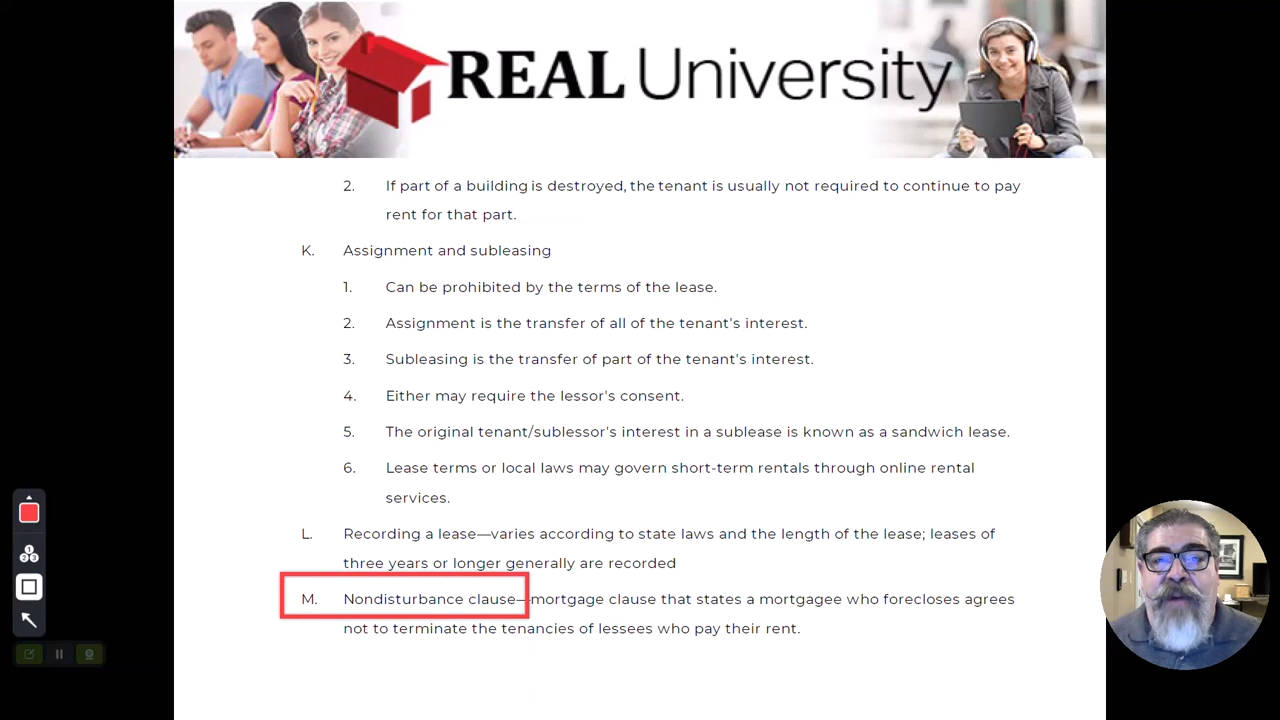 REAL University
2. If part of a building is destroyed, the tenant is usually not required to continue to pay
rent for that part.
K. Assignment and subleasing
1. Can be prohibited by the terms of the lease.
2. Assignment is the transfer of all of the tenant's interest.
3. Subleasing is the transfer of part of the tenant's interest.
4. Either may require the lessor's consent.
5. The original tenant/sublessor's interest in a sublease is known as a sandwich lease.
6. Lease terms or local laws may govern short-term rentals through online rental
services.
L. Recording a lease—varies according to state laws and the length of the lease; leases of
three years or longer generally are recorded
M. Nondisturbance clause—mortgage clause that states a mortgagee who forecloses agrees
not to terminate the tenancies of lessees who pay their rent.